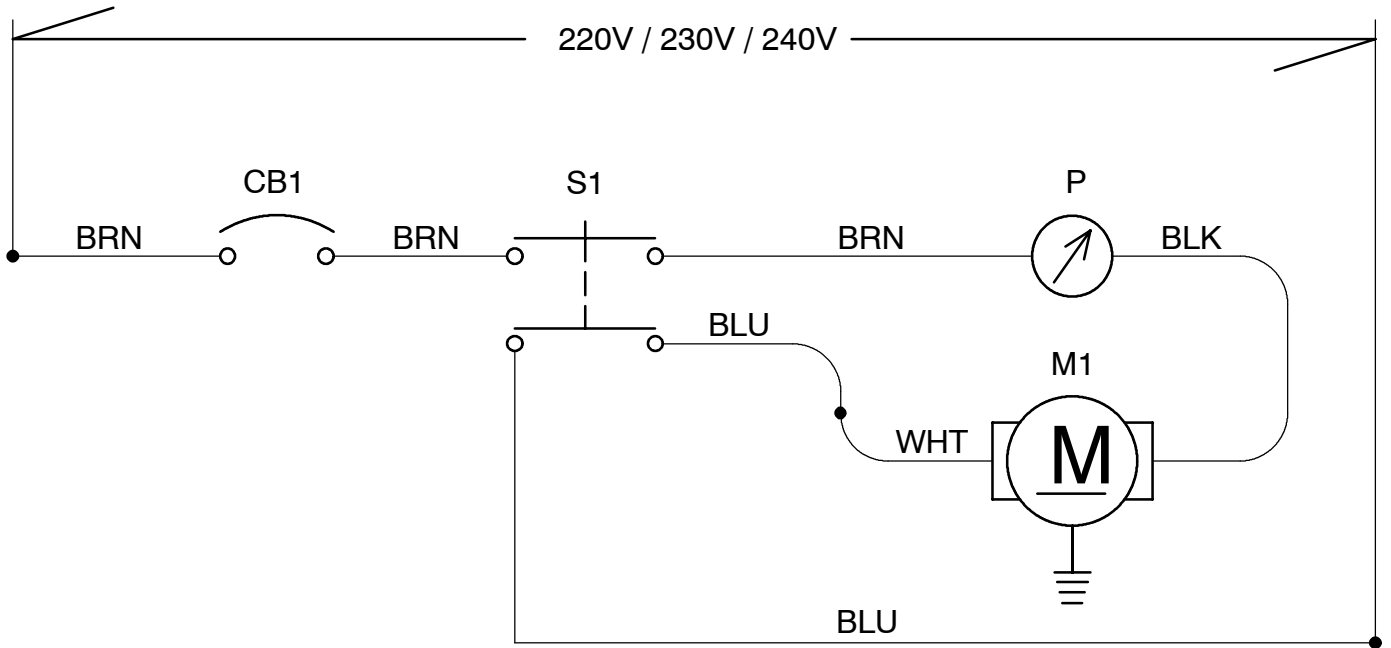 220V / 230V / 240V
CB1
S1
P
BRN
BRN
BRN
BLK
BLU
M1
WHT
M
BLU